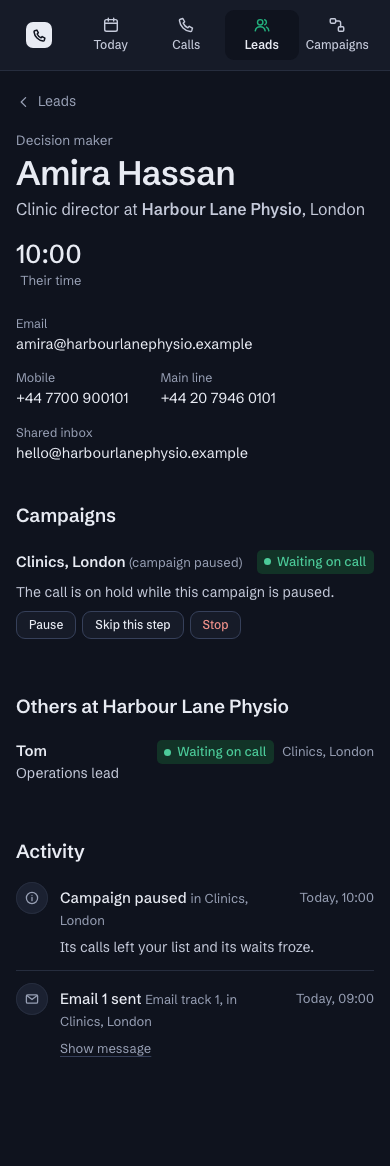 Today
Calls
Leads
Campaigns
Leads
Decision maker
Amira Hassan
Clinic director at Harbour Lane Physio, London
10:00
Their time
Email
amira@harbourlanephysio.example
Mobile
Main line
+44 7700 900101
+44 20 7946 0101
Shared inbox
hello@harbourlanephysio.example
Campaigns
Clinics, London (campaign paused)
Waiting on call
The call is on hold while this campaign is paused.
Pause
Skip this step
Stop
Others at Harbour Lane Physio
Tom
Waiting on call
Clinics, London
Operations lead
Activity
Campaign paused in Clinics,
London
Today, 10:00
Its calls left your list and its waits froze.
Email 1 sent Email track 1, in
Clinics, London
Today, 09:00
Show message